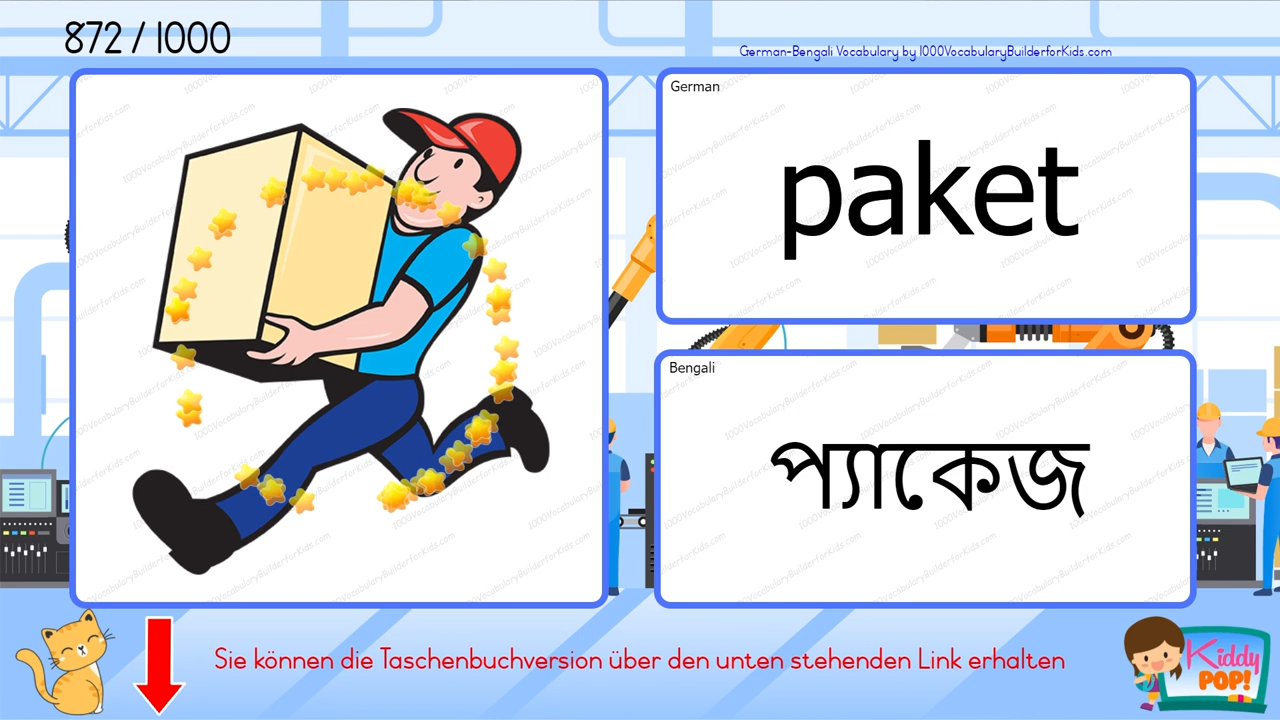 872 / 1000
German-Bengali Vocabulary by 1000VocabularyBuilderforKids.com
German
paket
Bengali
প্যাকেজ
Sie können die Taschenbuchversion über den unten stehenden Link erhalten
Kiddy
POP!